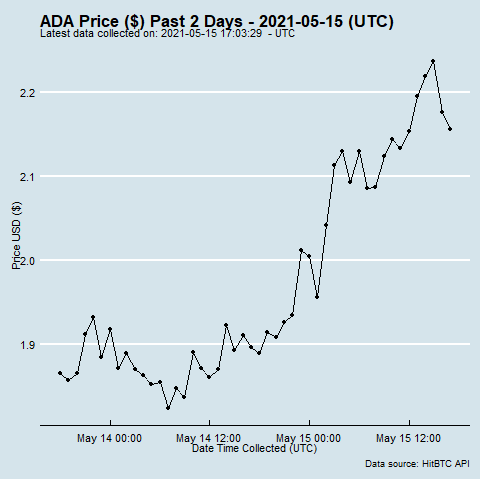 ADA Price ($) Past 2 Days - 2021-05-15 (UTC)
Latest data collected on: 2021-05-15 17:03:29  - UTC
2.2
2.1
2.0
1.9
Price USD ($)
May 14 00:00 May 14 12:00 May 15 00:00 May 15 12:00
Date Time Collected (UTC)
Data source: HitBTC API